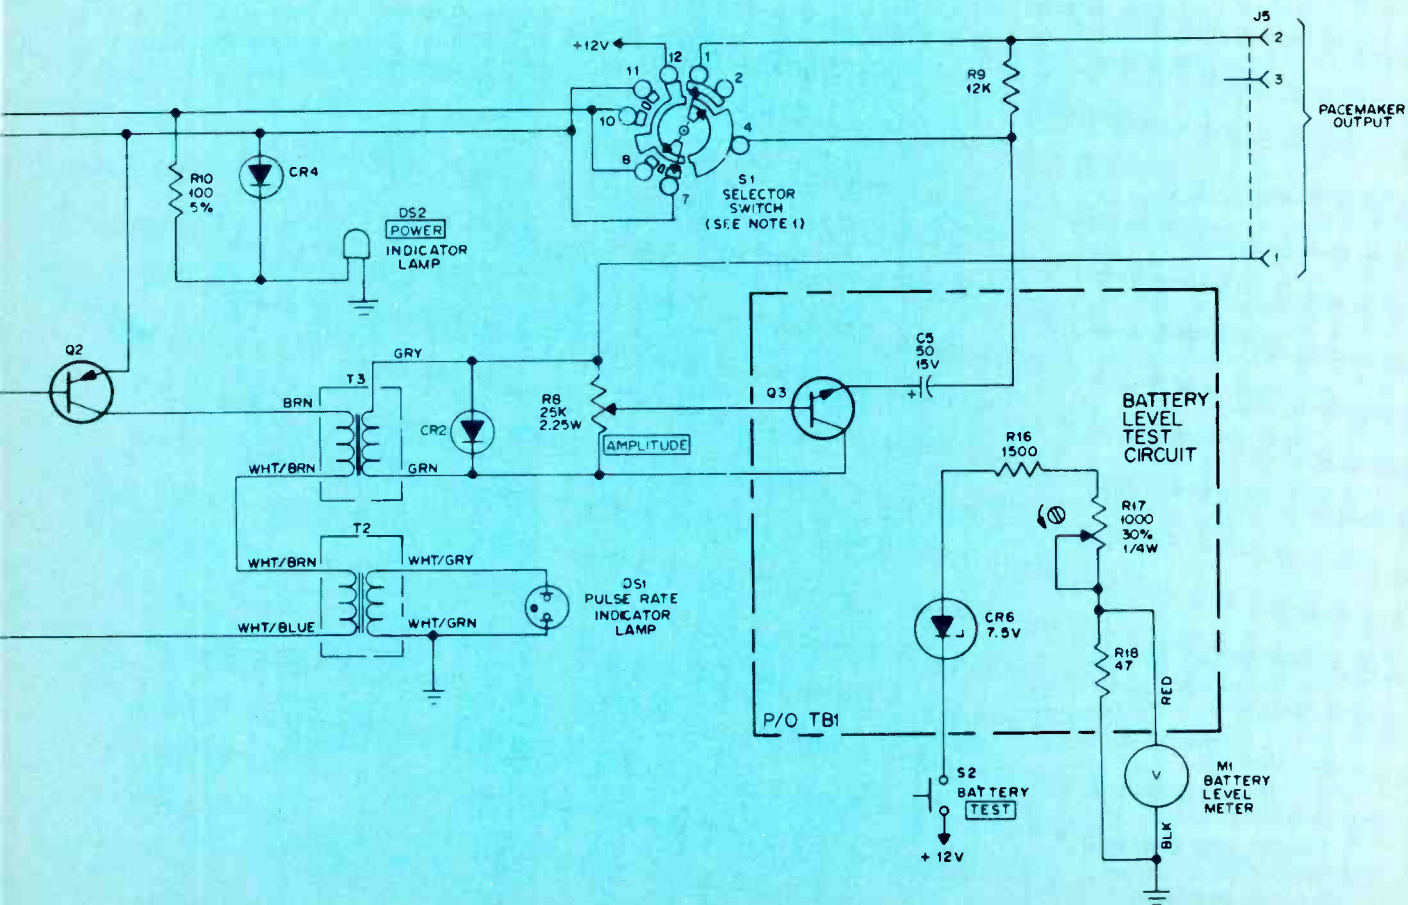 J5
+12V
12
1
2
11
2
3
R9
12K
10
4
PACEMAKER
OUTPUT
R10
100
5%
CR4
8
7
S1
SELECTOR
SWITCH
(SEE NOTE 1)
DS2
POWER
INDICATOR
LAMP
1
Q2
GRY
T3
BRN
CR2
R8
25K
2.25W
AMPLITUDE
Q3
C5
50
15V
+
BATTERY
LEVEL
TEST
CIRCUIT
WHT/BRN
GRN
R16
1500
R17
1000
30%
1/4W
T2
WHT/BRN
WHT/GRY
DS1
PULSE RATE
INDICATOR
LAMP
WHT/BLUE
WHT/GRN
CR6
7.5V
R18
47
RED
P/O TB1
S2
BATTERY
TEST
V
M1
BATTERY
LEVEL
METER
BLK
+12V